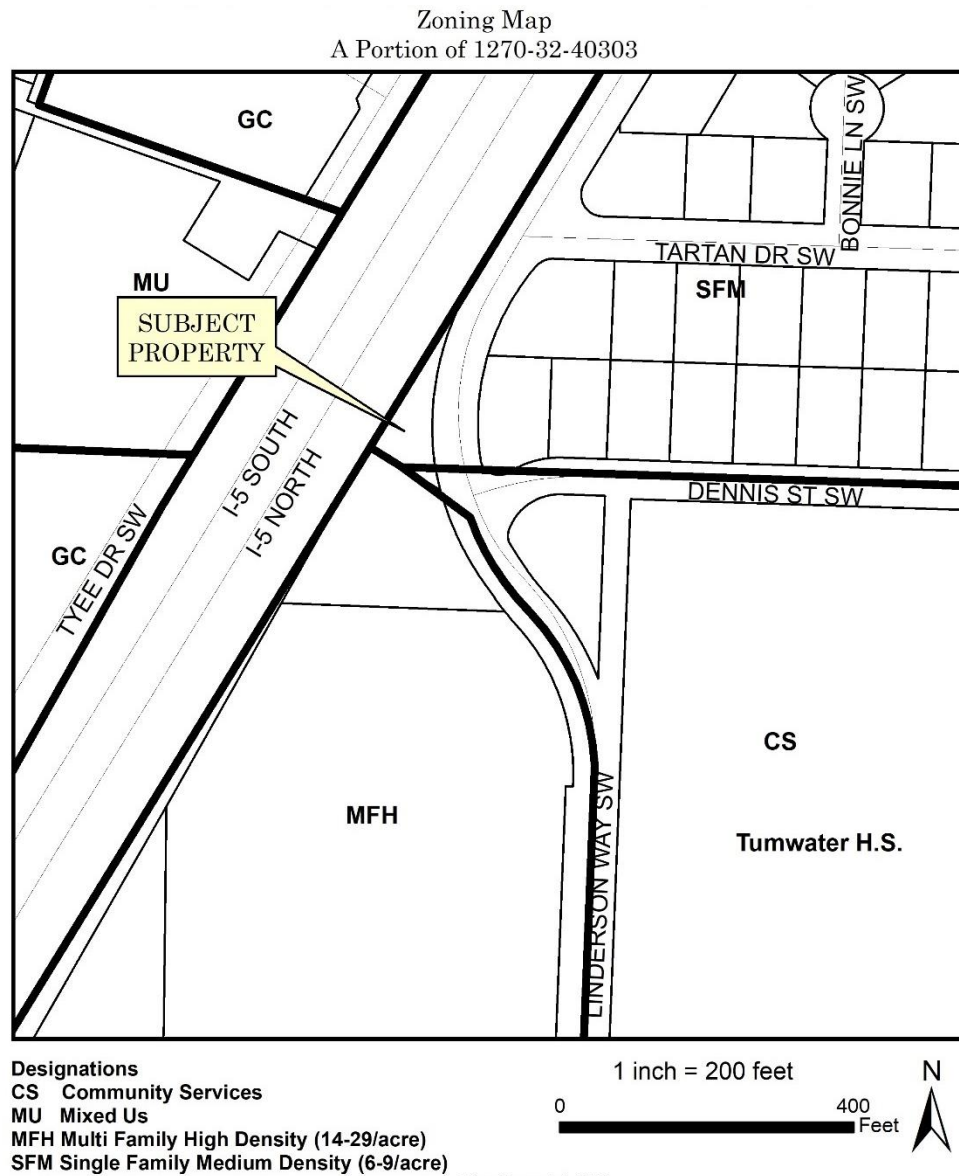 Zoning Map
A Portion of 1270-32-40303
GC
BONNIE LN SW
TARTAN DR SW
SFM
MU
SUBJECT
PROPERTY
I-5 SOUTH
I-5 NORTH
DENNIS ST SW
GC
TYEE DR SW
CS
MFH
LINDERSON WAY SW
Tumwater H.S.
Designations
CS Community Services
MU Mixed Us
MFH Multi Family High Density (14-29/acre)
SFM Single Family Medium Density (6-9/acre)
1 inch = 200 feet
0 400
Feet
N